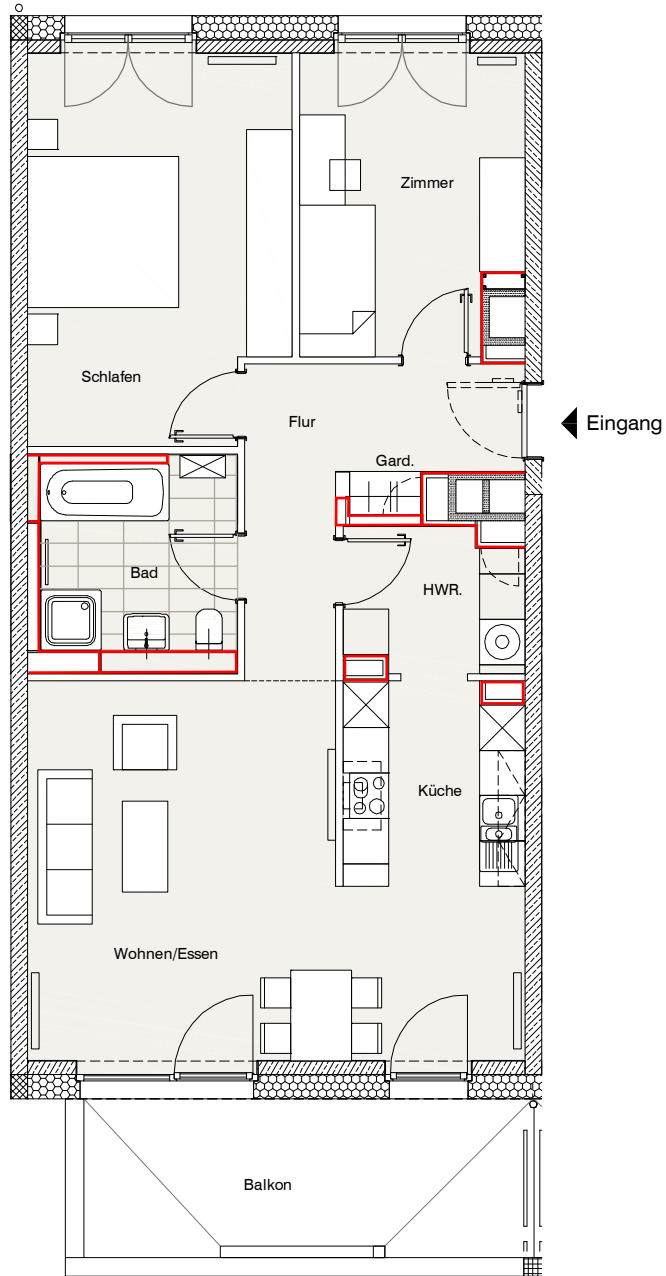 Zimmer
Schlafen
Flur
Eingang
Gard.
Bad
HWR.
Küche
Wohnen/Essen
Balkon